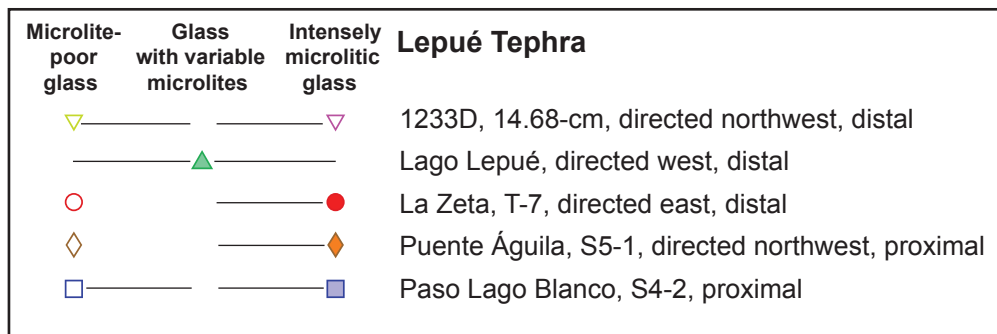 Microlite-
poor
glass
Glass
with variable
microlites
Intensely
microlitic
glass
Lepué Tephra
1233D, 14.68-cm, directed northwest, distal
Lago Lepué, directed west, distal
La Zeta, T-7, directed east, distal
Puente Águila, S5-1, directed northwest, proximal
Paso Lago Blanco, S4-2, proximal